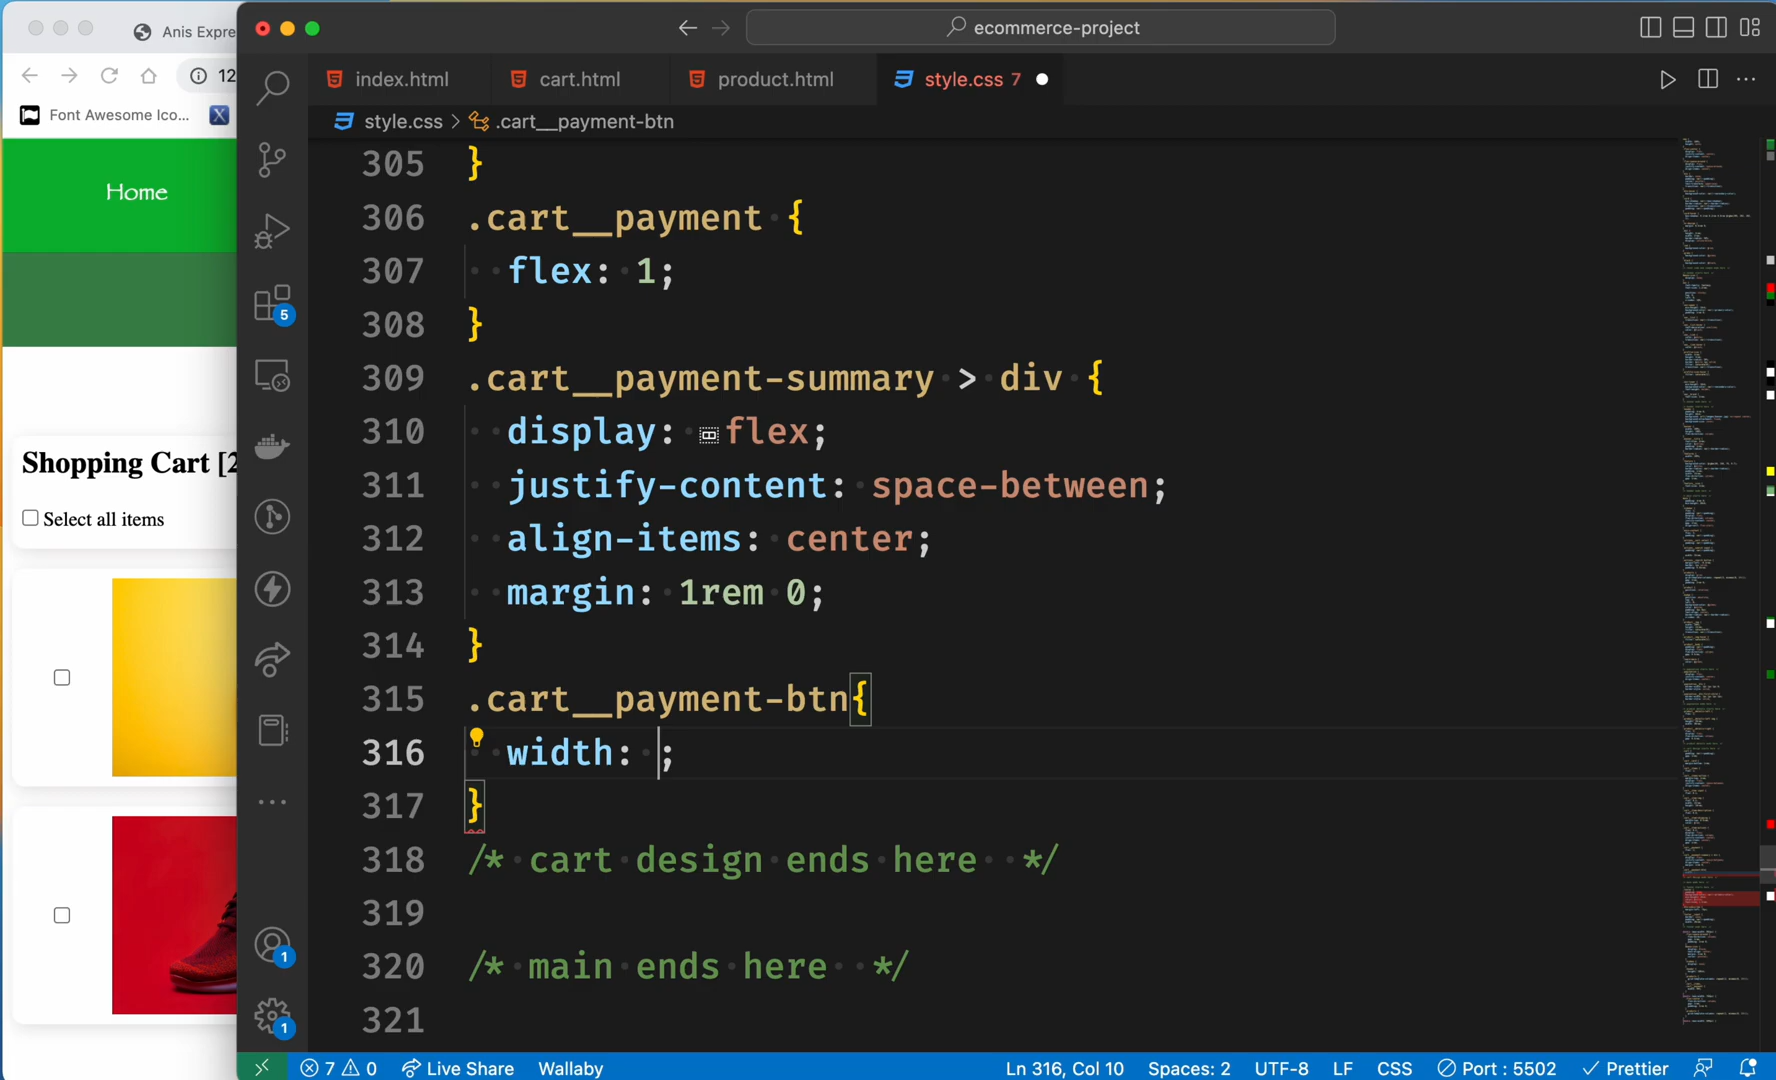 Anis Expre
ecommerce-project
12
index.html
cart.html
product.html
style.css 7
Font Awesome Ico...
X
style.css > .cart__payment-btn
Home
Shopping Cart [2
Select all items
305 }
306 .cart__payment {
307 flex: 1;
308 }
309 .cart__payment-summary > div {
310 display: flex;
311 justify-content: space-between;
312 align-items: center;
313 margin: 1rem 0;
314 }
315 .cart__payment-btn{
316 width: ;
317 }
318 /* cart design ends here */
319
320 /* main ends here */
321
5
1
1
7 0 Live Share Wallaby Ln 316, Col 10 Spaces: 2 UTF-8 LF CSS Port : 5502 Prettier